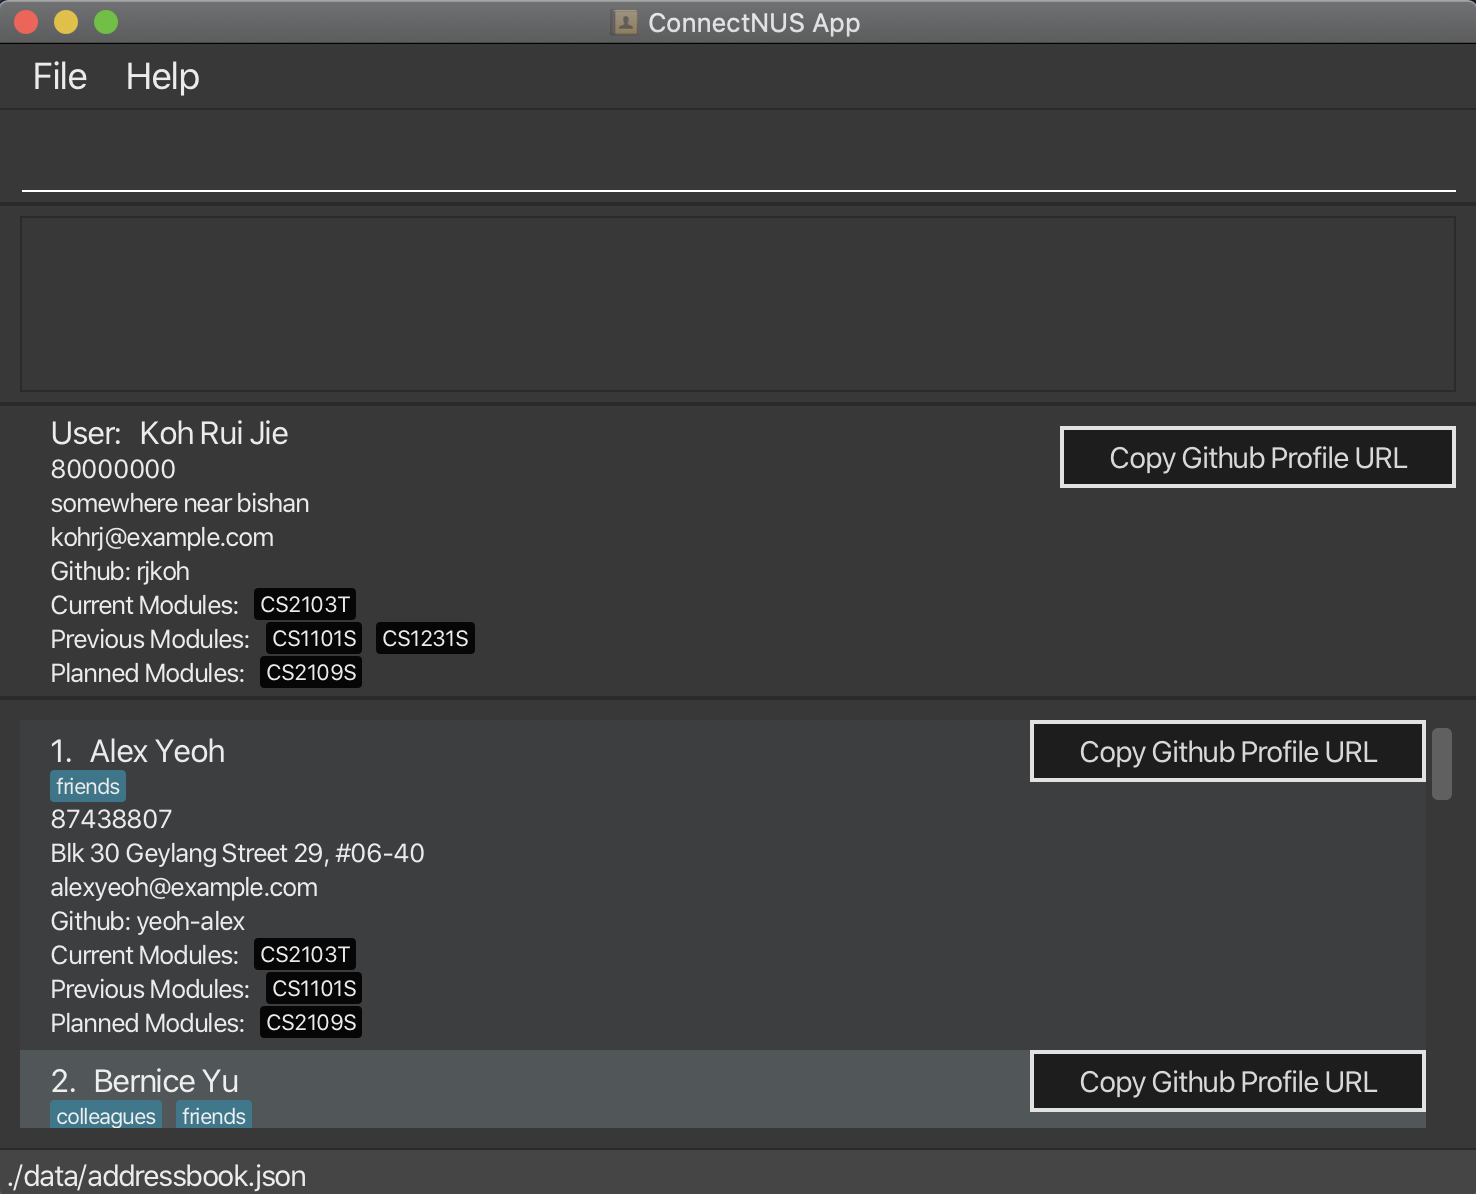 ConnectNUS App
File Help
User: Koh Rui Jie
Copy Github Profile URL
80000000
somewhere near bishan
kohrj@example.com
Github: rjkoh
Current Modules: CS2103T
Previous Modules: CS1101S CS1231S
Planned Modules: CS2109S
1. Alex Yeoh
Copy Github Profile URL
friends
87438807
Blk 30 Geylang Street 29, #06-40
alexyeoh@example.com
Github: yeoh-alex
Current Modules: CS2103T
Previous Modules: CS1101S
Planned Modules: CS2109S
2. Bernice Yu
Copy Github Profile URL
colleagues friends
./data/addressbook.json